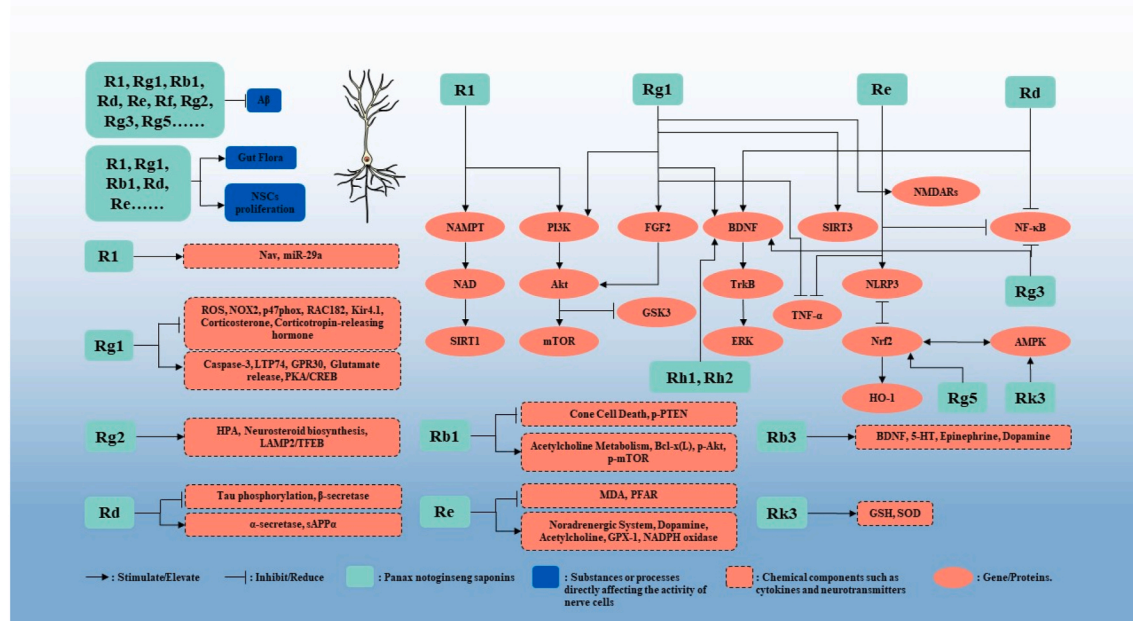 R1, Rg1, Rb1,
Rd, Re, Rf, Rg2,
Rg3, Rg5……
Aβ
R1, Rg1,
Rb1, Rd,
Re……
Gut Flora
NSCs
proliferation
R1
Rg1
Re
Rd
NMDARs
NAMPT
PI3K
FGF2
BDNF
SIRT3
NF-κB
R1
Nav, miR-29a
NAD
Akt
TrkB
NLRP3
Rg3
GSK3
TNF-α
SIRT1
mTOR
ERK
Nrf2
AMPK
Rg1
ROS, NOX2, p47phox, RAC182, Kir4.1,
Corticosterone, Corticotropin-releasing
hormone
Caspase-3, LTP74, GPR30, Glutamate
release, PKA/CREB
Rh1, Rh2
HO-1
Rg5
Rk3
Rg2
HPA, Neurosteroid biosynthesis,
LAMP2/TFEB
Rb1
Cone Cell Death, p-PTEN
Acetylcholine Metabolism, Bcl-x(L), p-Akt,
p-mTOR
Rb3
BDNF, 5-HT, Epinephrine, Dopamine
Rd
Tau phosphorylation, β-secretase
α-secretase, sAPPα
Re
MDA, PFAR
Noradrenergic System, Dopamine,
Acetylcholine, GPX-1, NADPH oxidase
Rk3
GSH, SOD
: Stimulate/Elevate
: Inhibit/Reduce
: Panax notoginseng saponins
: Substances or processes
directly affecting the activity of
nerve cells
: Chemical components such as
cytokines and neurotransmitters
: Gene/Proteins.